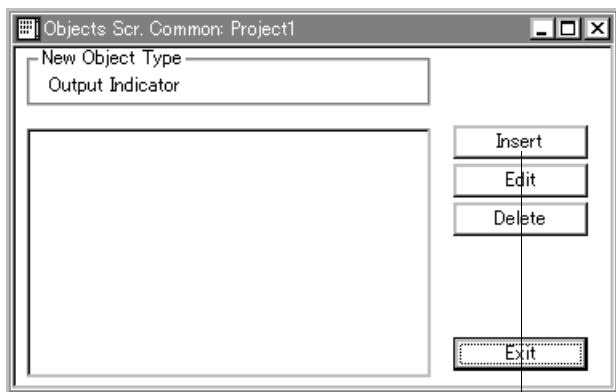 Objects Scr. Common: Project1
New Object Type
Output Indicator
Insert
Edit
Delete
Exit